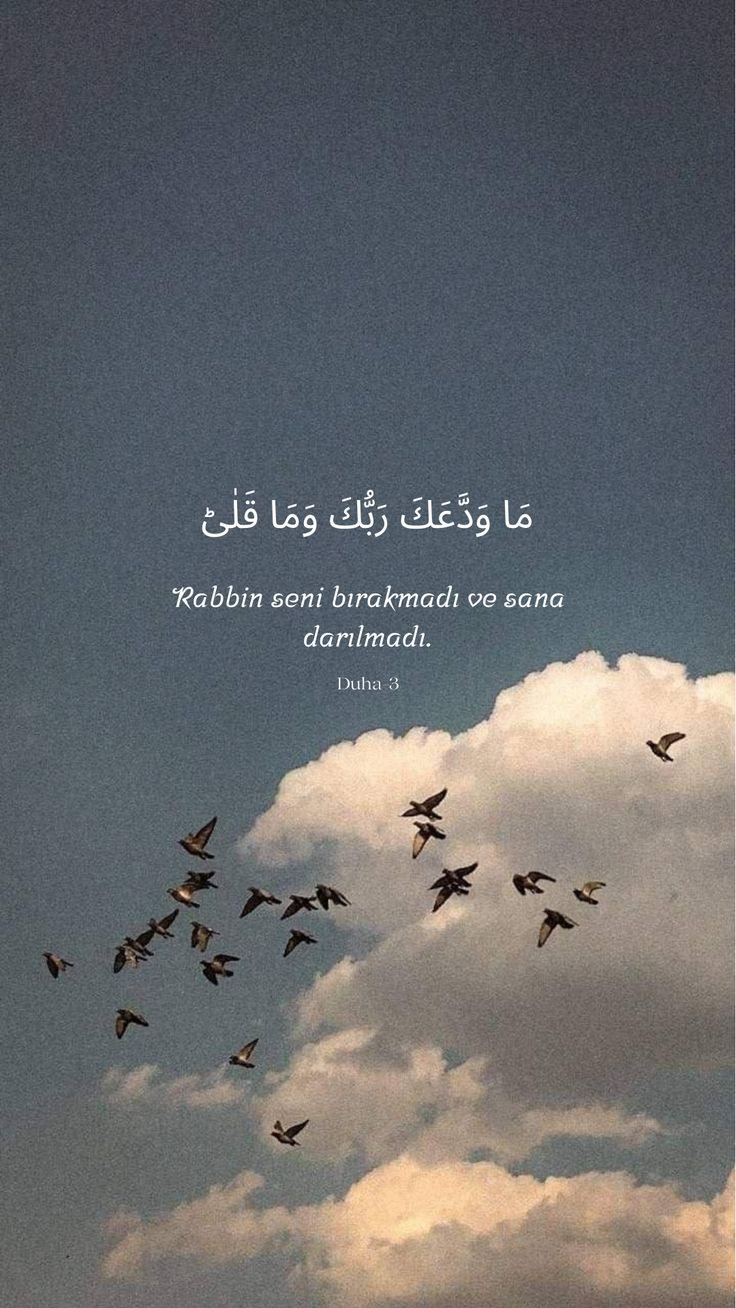 مَا وَدَّعَكَ رَبُّكَ وَمَا قَلٰىۜ
Rabbin seni bırakmadı ve sana
darılmadı.
Duha-3